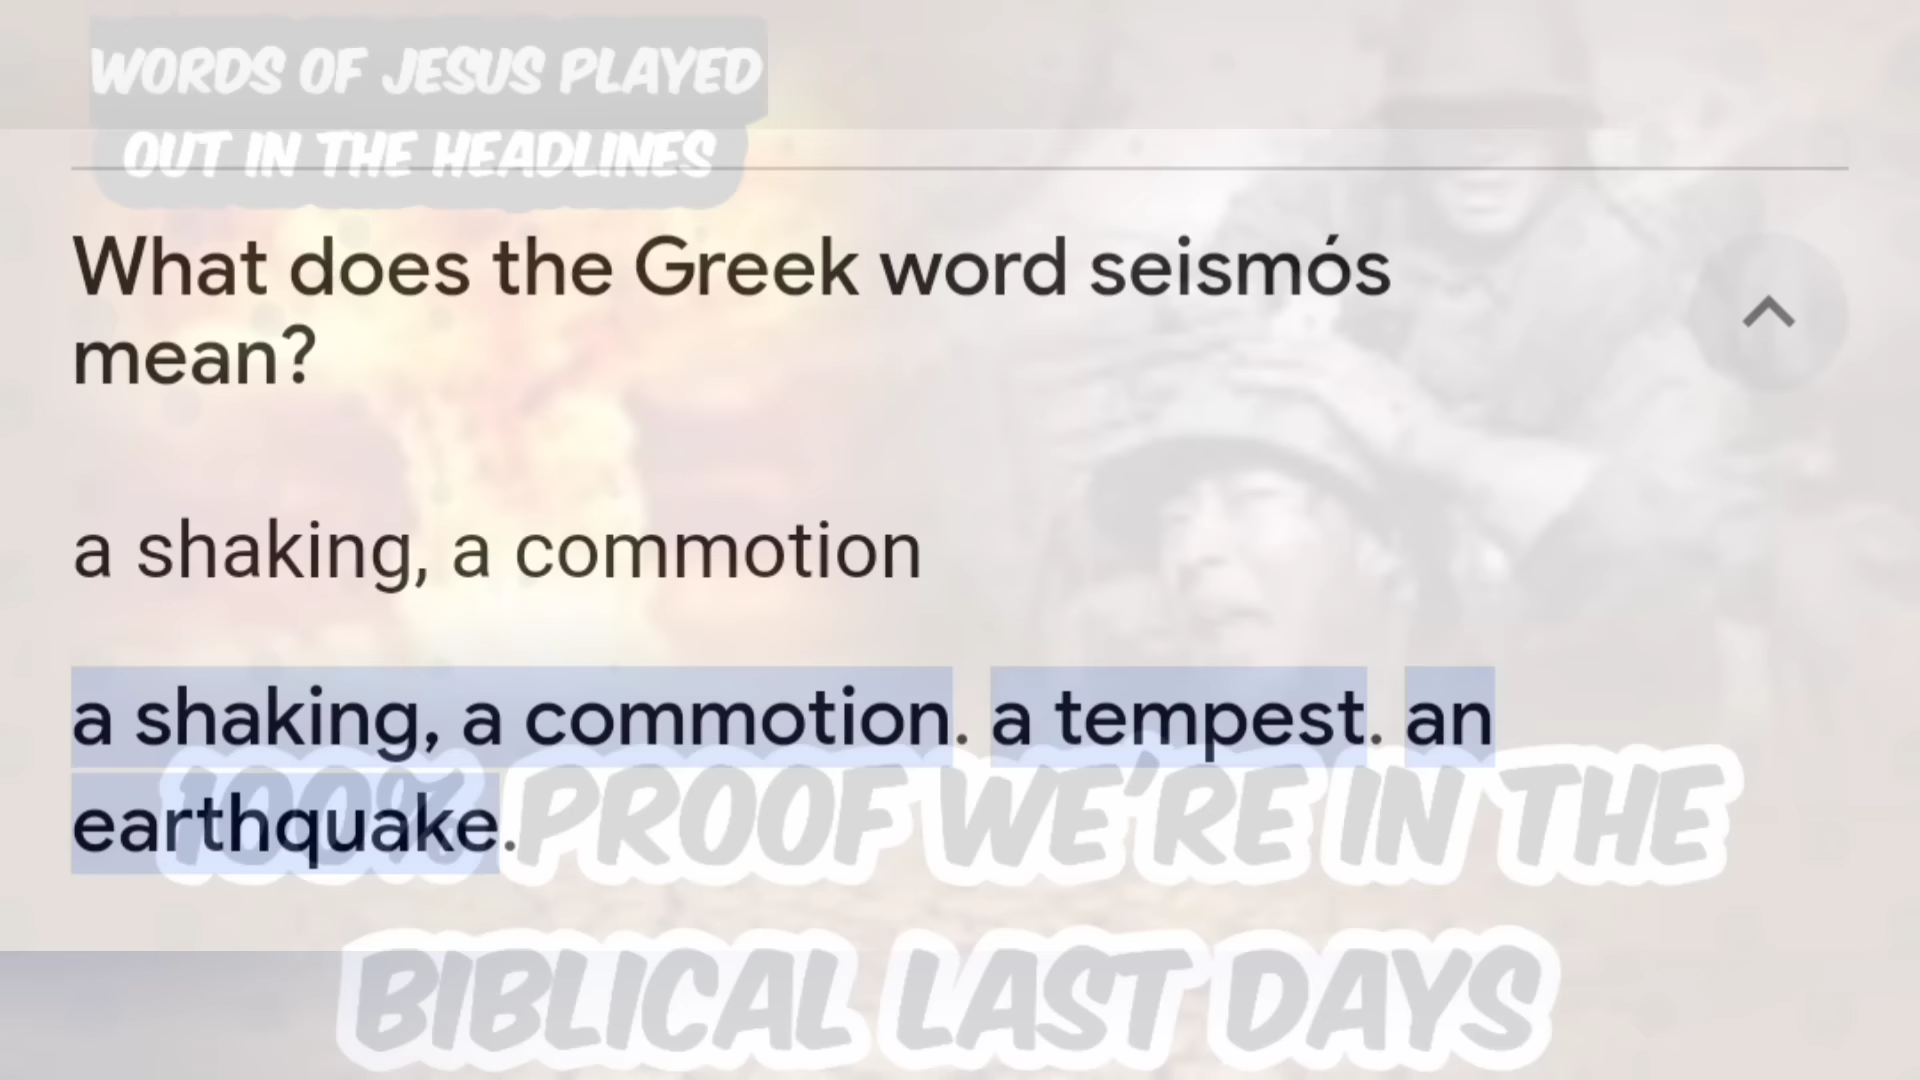 WORDS OF JESUS PLAYED
OUT IN THE HEADLINES
What does the Greek word seismós
mean?
a shaking, a commotion
a shaking, a commotion. a tempest. an
earthquake.
100% PROOF WE'RE IN THE
BIBLICAL LAST DAYS